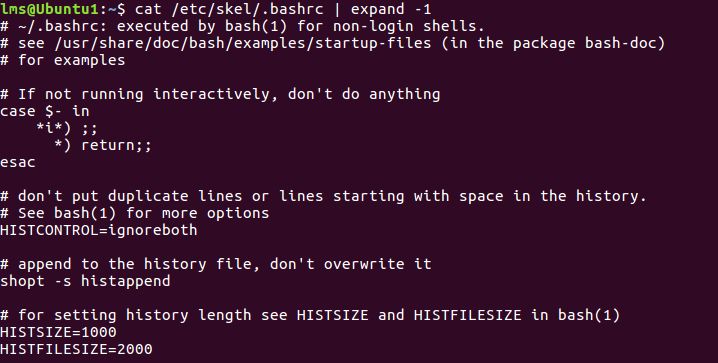 lms@Ubuntu1:~$ cat /etc/skel/.bashrc | expand -1
# ~/.bashrc: executed by bash(1) for non-login shells.
# see /usr/share/doc/bash/examples/startup-files (in the package bash-doc)
# for examples

# If not running interactively, don't do anything
case $- in
    *i*) ;;
      *) return;;
esac

# don't put duplicate lines or lines starting with space in the history.
# See bash(1) for more options
HISTCONTROL=ignoreboth

# append to the history file, don't overwrite it
shopt -s histappend

# for setting history length see HISTSIZE and HISTFILESIZE in bash(1)
HISTSIZE=1000
HISTFILESIZE=2000